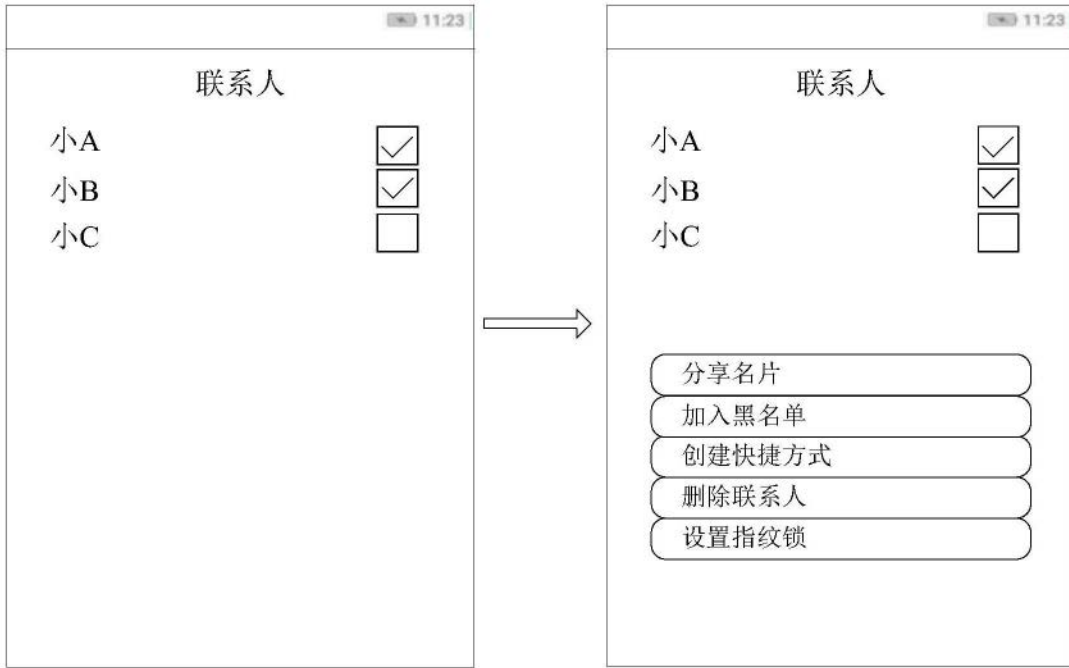 11:23
联系人
小A
小B
小C
11:23
联系人
小A
小B
小C
分享名片
加入黑名单
创建快捷方式
删除联系人
设置指纹锁